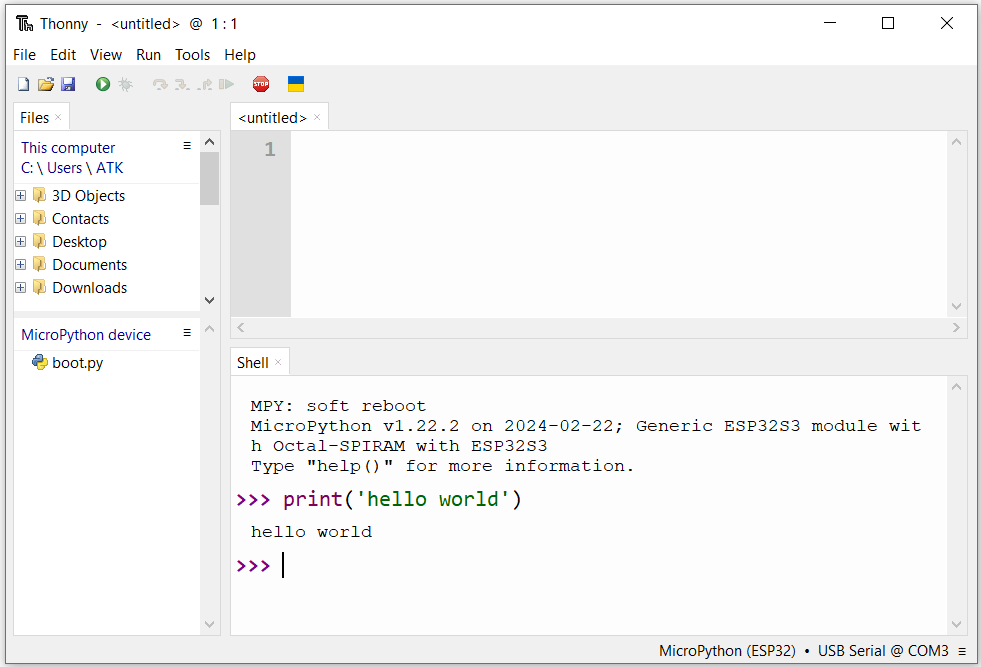 Thonny - <untitled> @ 1 : 1
File Edit View Run Tools Help
STOP
Files
This computer
C: \ Users \ ATK
3D Objects
Contacts
Desktop
Documents
Downloads
MicroPython device
boot.py
<untitled>
1
Shell
MPY: soft reboot
MicroPython v1.22.2 on 2024-02-22; Generic ESP32S3 module wit
h Octal-SPIRAM with ESP32S3
Type "help()" for more information.
>>> print('hello world')
hello world
>>>
MicroPython (ESP32) • USB Serial @ COM3